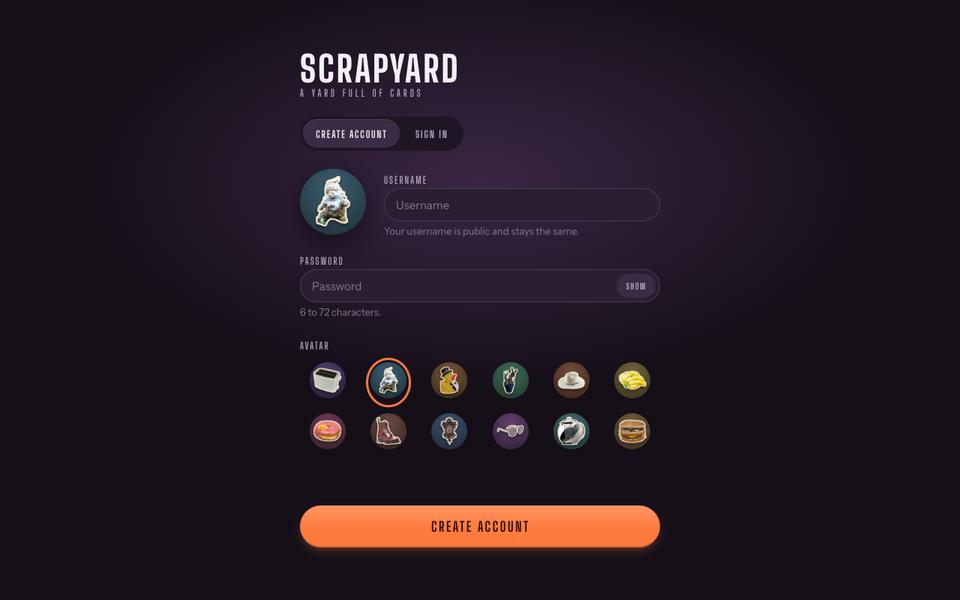 SCRAPYARD
A YARD FULL OF CARDS
CREATE ACCOUNT
SIGN IN
USERNAME
Username
Your username is public and stays the same.
PASSWORD
Password
SHOW
6 to 72 characters.
AVATAR
CREATE ACCOUNT